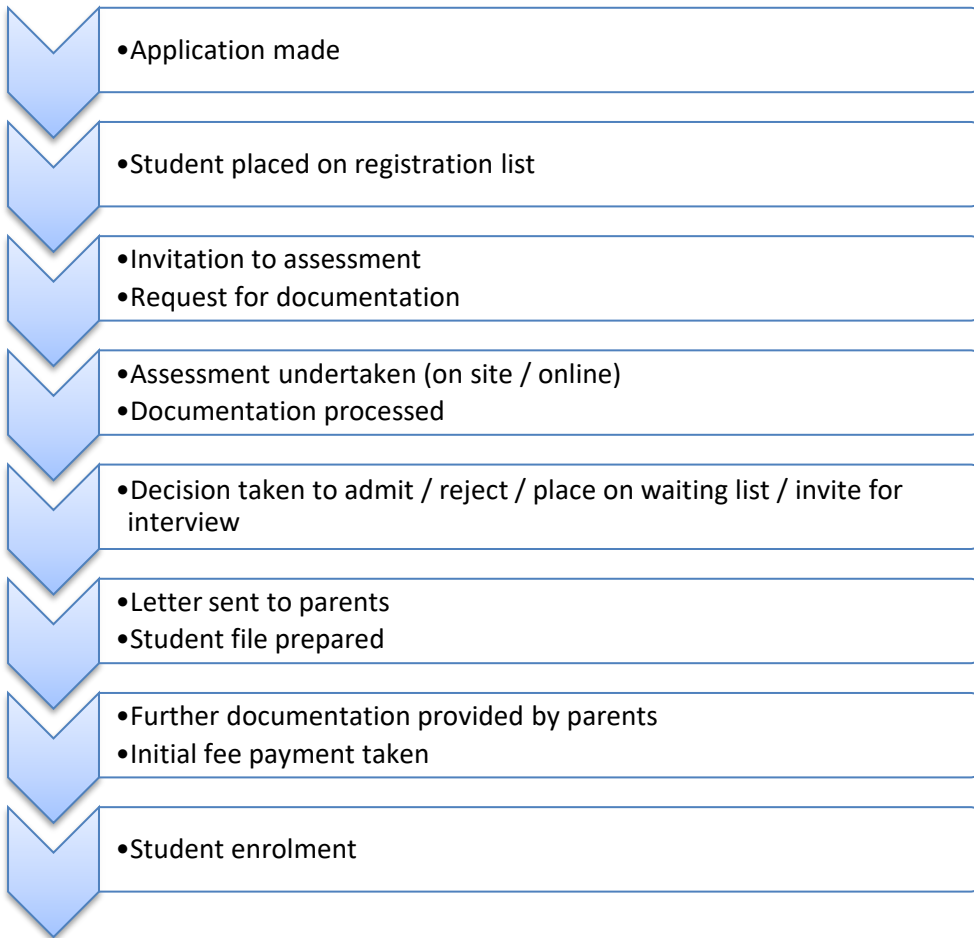 •Application made
•Student placed on registration list
•Invitation to assessment
•Request for documentation
•Assessment undertaken (on site / online)
•Documentation processed
•Decision taken to admit / reject / place on waiting list / invite for
interview
•Letter sent to parents
•Student file prepared
•Further documentation provided by parents
•Initial fee payment taken
•Student enrolment